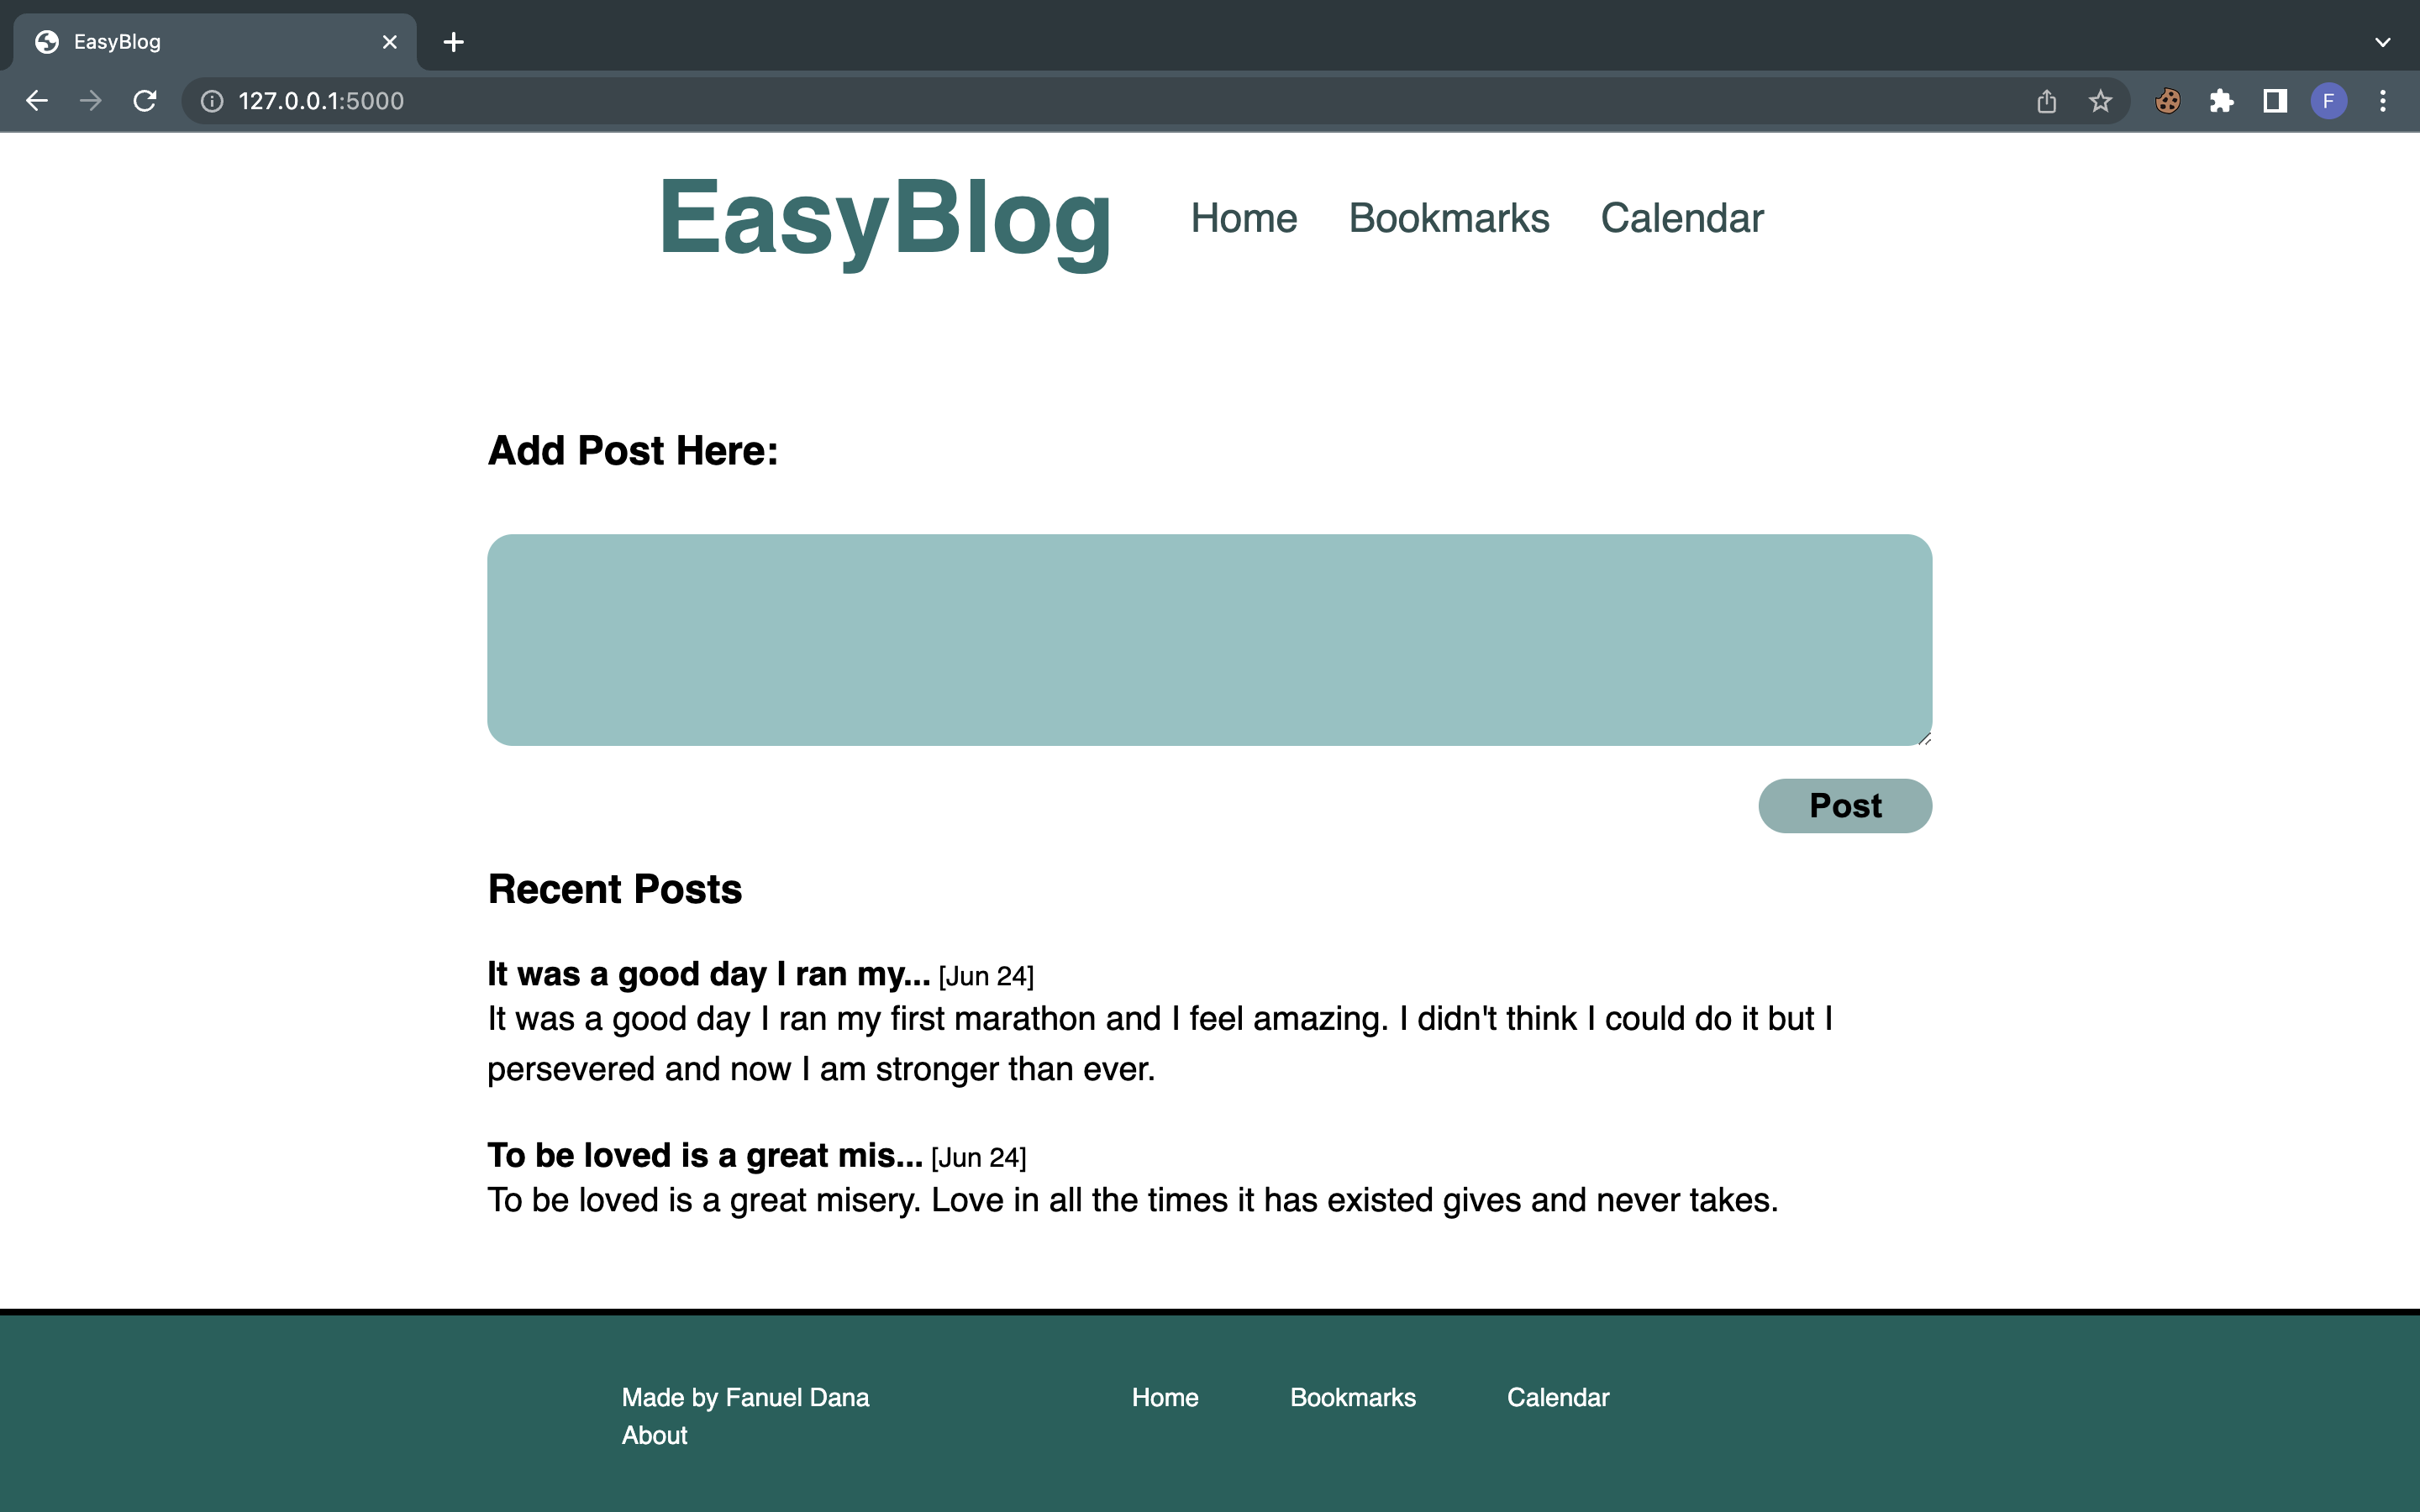 EasyBlog
127.0.0.1:5000
F
EasyBlog Home Bookmarks Calendar
Add Post Here:
Post
Recent Posts
It was a good day I ran my... [Jun 24]
It was a good day I ran my first marathon and I feel amazing. I didn't think I could do it but I
persevered and now I am stronger than ever.
To be loved is a great mis... [Jun 24]
To be loved is a great misery. Love in all the times it has existed gives and never takes.
Made by Fanuel Dana Home Bookmarks Calendar
About